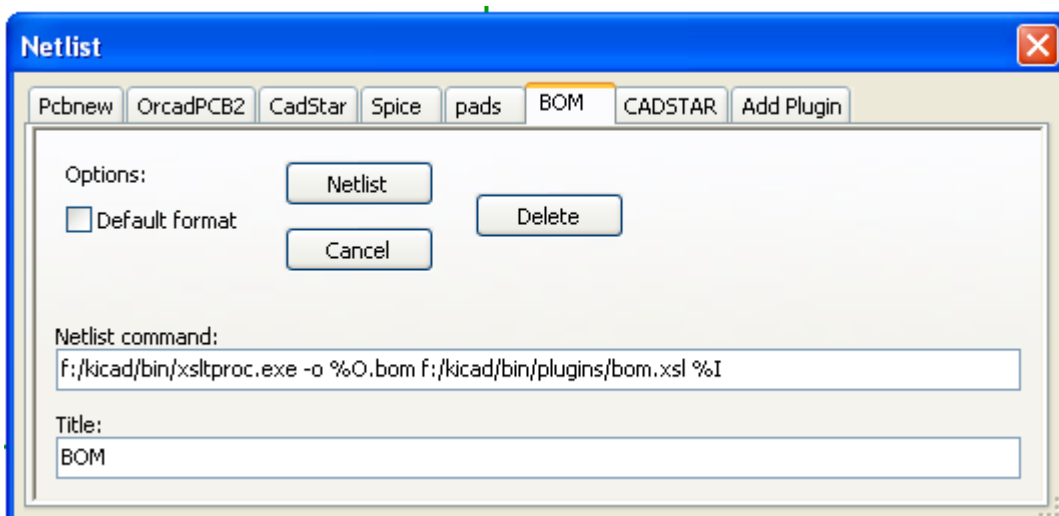 Netlist
Pcbnew OrcadPCB2 CadStar Spice pads BOM CADSTAR Add Plugin
Options:
Netlist
Default format
Delete
Cancel
Netlist command:
f:/kicad/bin/xsltproc.exe -o %O.bom f:/kicad/bin/plugins/bom.xsl %I
Title:
BOM